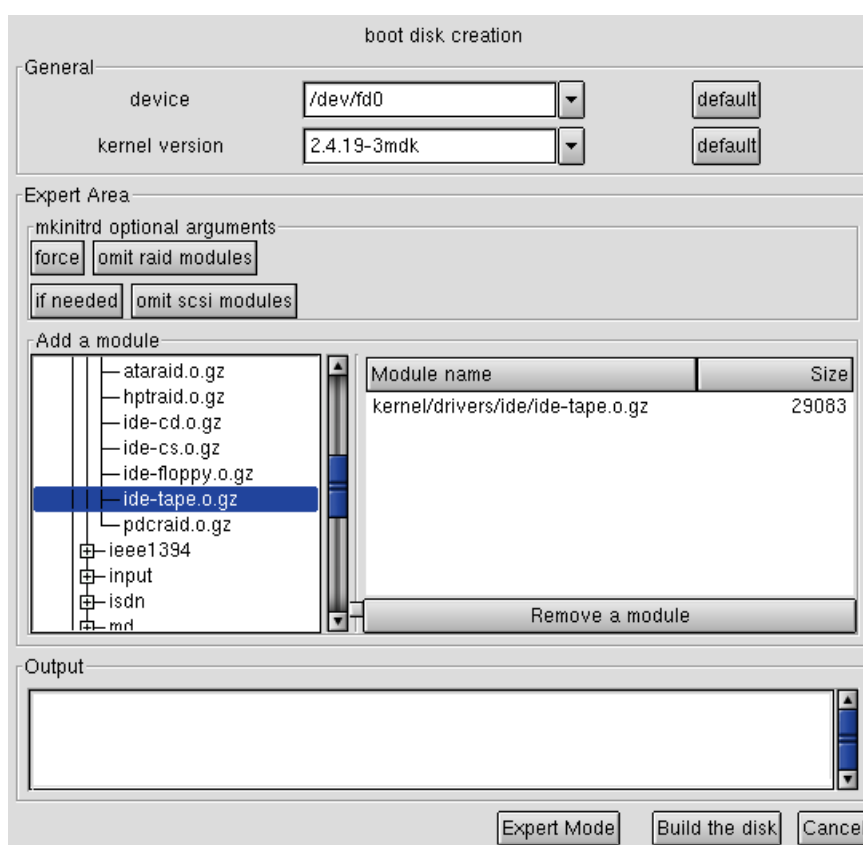 boot disk creation
General
device /dev/fd0 default
kernel version 2.4.19-3mdk default
Expert Area
mkinitrd optional arguments
force omit raid modules
if needed omit scsi modules
Add a module
ataraid.o.gz
hptraid.o.gz
ide-cd.o.gz
ide-cs.o.gz
ide-floppy.o.gz
ide-tape.o.gz
pdcraid.o.gz
ieee1394
input
isdn
md
Module name Size
kernel/drivers/ide/ide-tape.o.gz 29083
Remove a module
Output
Expert Mode Build the disk Cance